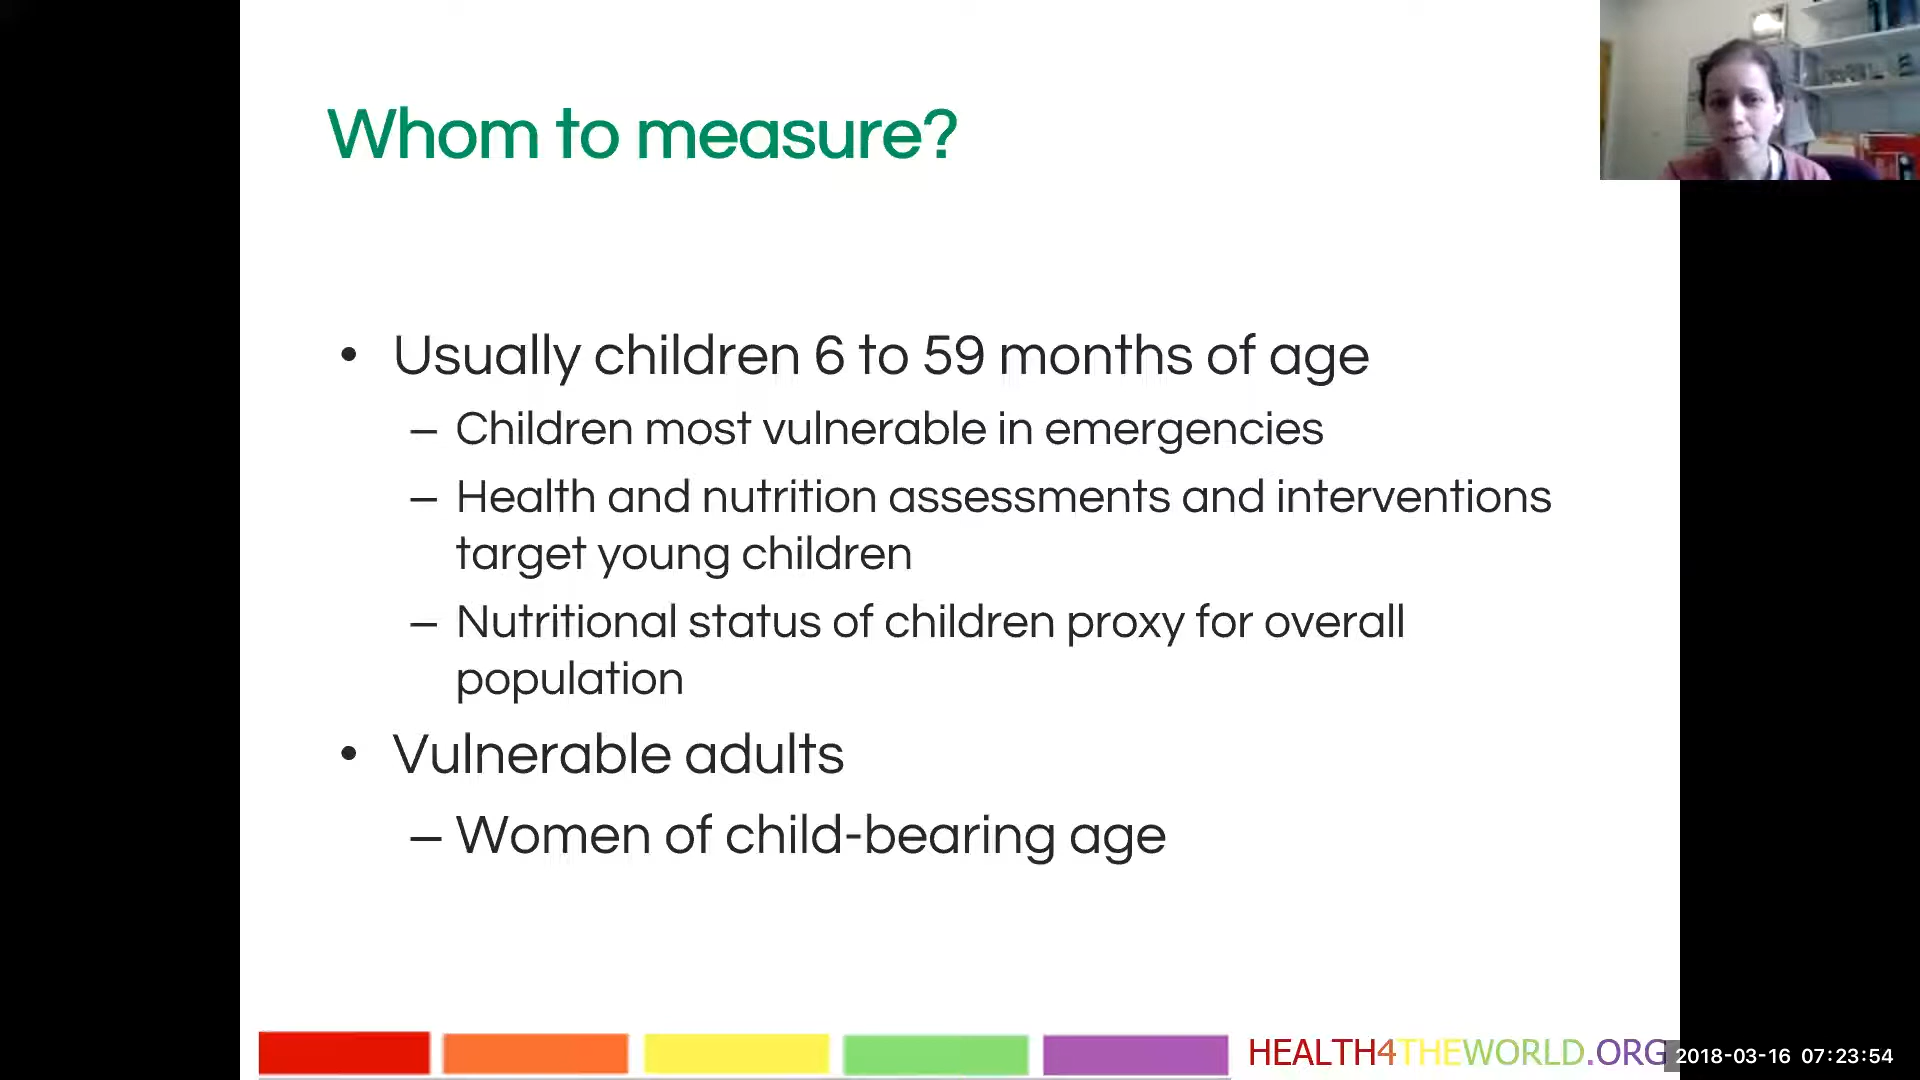 Whom to measure?
• Usually children 6 to 59 months of age
– Children most vulnerable in emergencies
– Health and nutrition assessments and interventions
target young children
– Nutritional status of children proxy for overall
population
• Vulnerable adults
– Women of child-bearing age
HEALTH4THEWORLD.ORG
2018-03-16 07:23:54